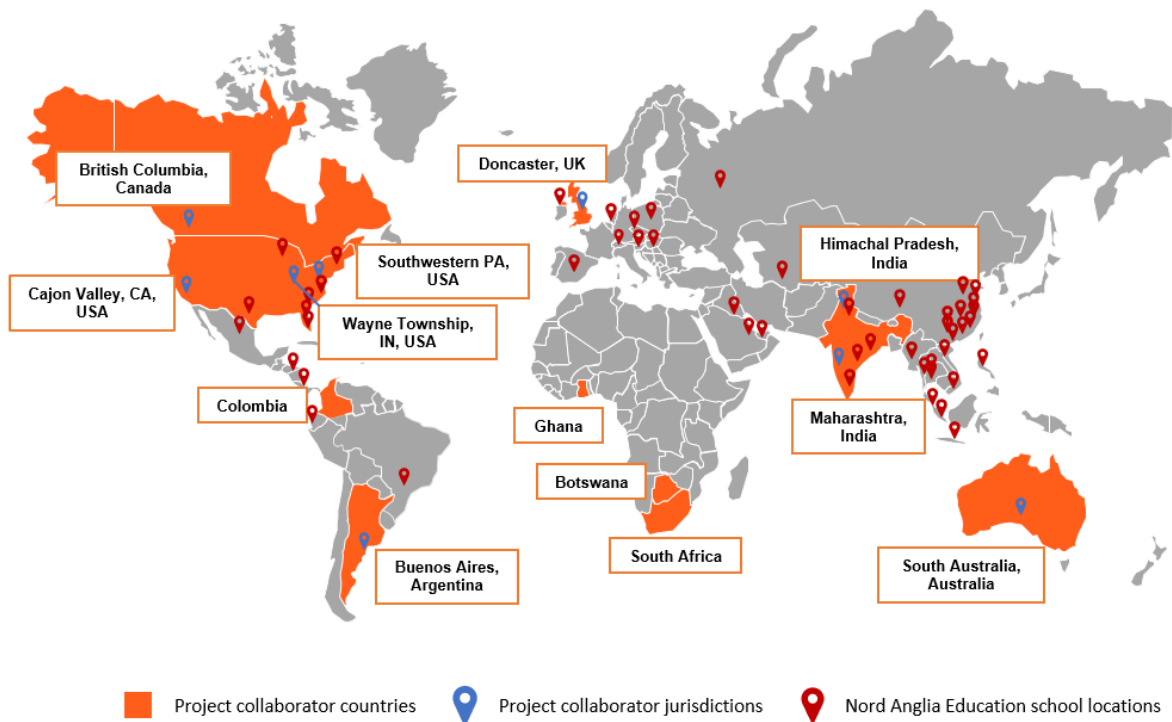 British Columbia,
Canada
Doncaster, UK
Himachal Pradesh,
India
Southwestern PA,
USA
Cajon Valley, CA,
USA
Wayne Township,
IN, USA
Colombia
Ghana
Maharashtra,
India
Botswana
South Africa
Buenos Aires,
Argentina
South Australia,
Australia
Project collaborator countries
Project collaborator jurisdictions
Nord Anglia Education school locations